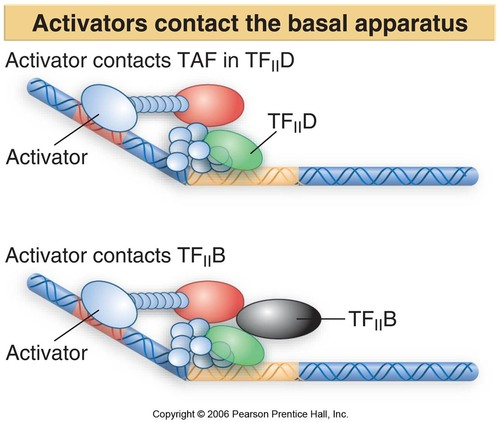 Activators contact the basal apparatus
Activator contacts TAF in TFIID
TFIID
Activator
Activator contacts TFIIB
TFIIB
Activator
Copyright © 2006 Pearson Prentice Hall, Inc.